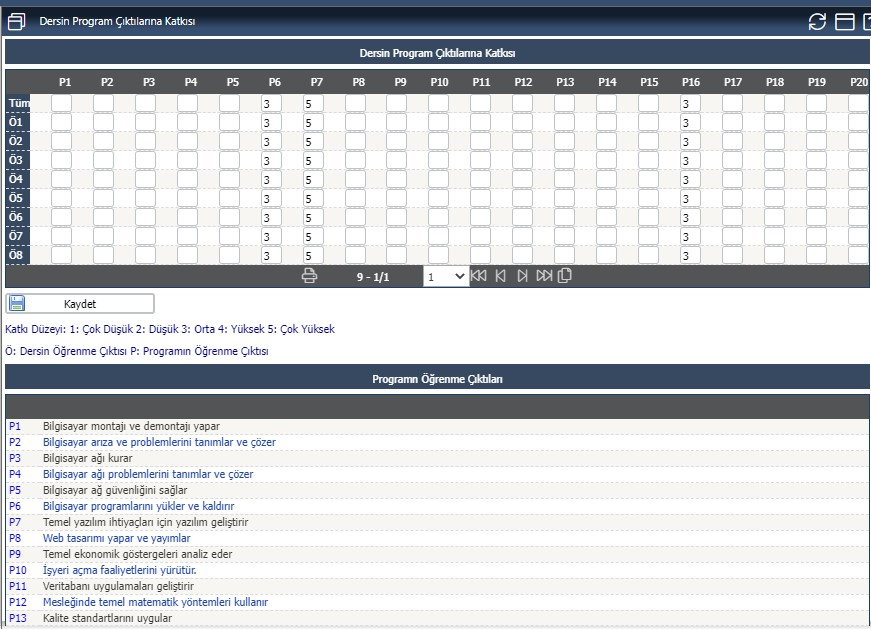 Dersin Program Çıktılarına Katkısı
Dersin Program Çıktılarına Katkısı
P1 P2 P3 P4 P5 P6 P7 P8 P9 P10 P11 P12 P13 P14 P15 P16 P17 P18 P19 P20
Tüm 3 5 3
Ö1 3 5 3
Ö2 3 5 3
Ö3 3 5 3
Ö4 3 5 3
Ö5 3 5 3
Ö6 3 5 3
Ö7 3 5 3
Ö8 3 5 3
9 - 1/1 1
Kaydet
Katkı Düzeyi: 1: Çok Düşük 2: Düşük 3: Orta 4: Yüksek 5: Çok Yüksek
Ö: Dersin Öğrenme Çıktısı P: Programın Öğrenme Çıktısı
Programn Öğrenme Çıktıları
P1 Bilgisayar montajı ve demontajı yapar
P2 Bilgisayar arıza ve problemlerini tanımlar ve çözer
P3 Bilgisayar ağı kurar
P4 Bilgisayar ağı problemlerini tanımlar ve çözer
P5 Bilgisayar ağ güvenliğini sağlar
P6 Bilgisayar programlarını yükler ve kaldırır
P7 Temel yazılım ihtiyaçları için yazılım geliştirir
P8 Web tasarımı yapar ve yayımlar
P9 Temel ekonomik göstergeleri analiz eder
P10 İşyeri açma faaliyetlerini yürütür.
P11 Veritabanı uygulamaları geliştirir
P12 Mesleğinde temel matematik yöntemleri kullanır
P13 Kalite standartlarını uygular